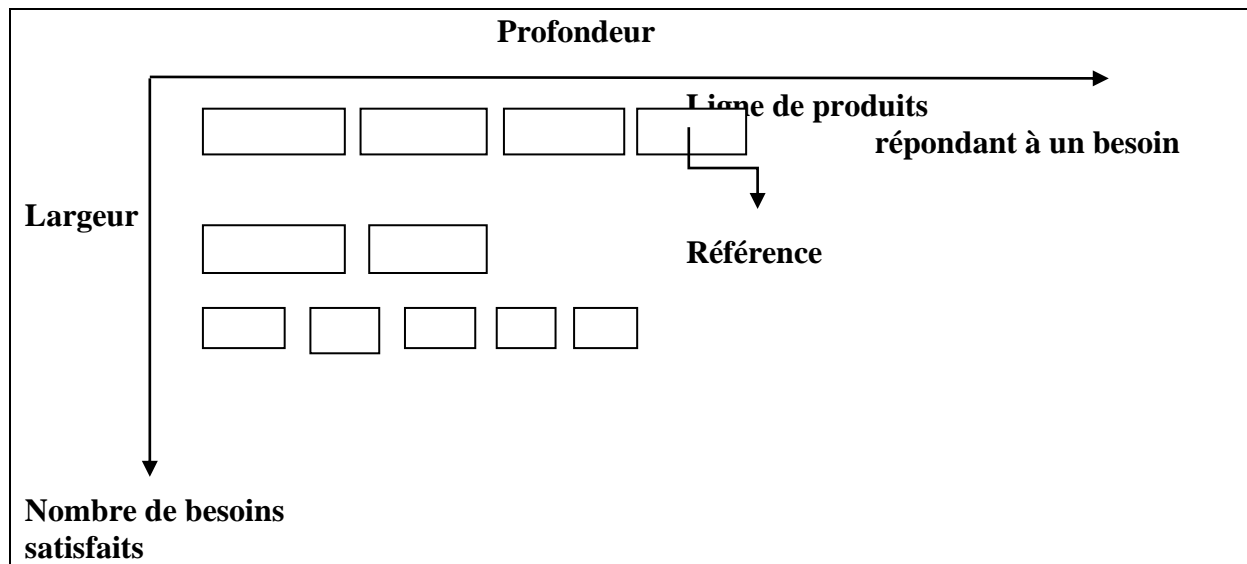 Profondeur
Ligne de produits
répondant à un besoin
Largeur
Référence
Nombre de besoins
satisfaits